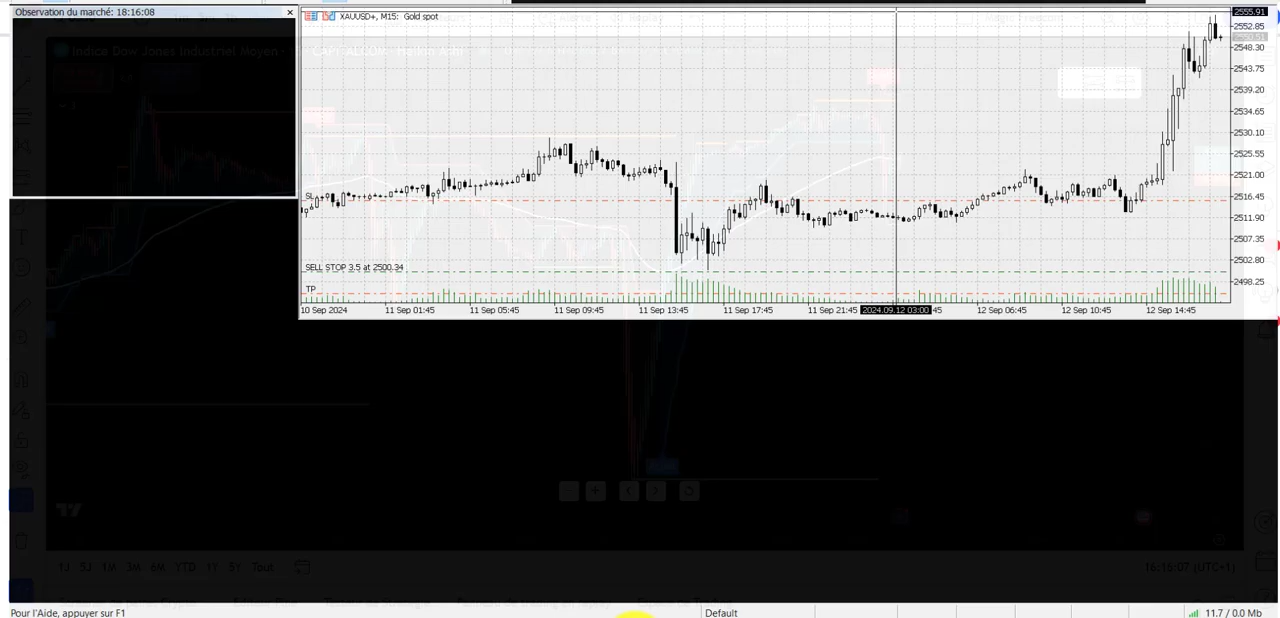 Observation du marché: 18:16:08
XAUUSD+, M15: Gold spot
Indice Dow Jones Industriel Moyen
2555.91
2552.85
2550.51
2548.30
2543.75
2539.20
2534.65
2530.10
2525.55
2521.00
2516.45
2511.90
2507.35
2502.80
2498.25
SL
SELL STOP 3.5 at 2500.34
TP
10 Sep 2024
11 Sep 01:45
11 Sep 05:45
11 Sep 09:45
11 Sep 13:45
11 Sep 17:45
11 Sep 21:45
2024.09.12 03:00
45
12 Sep 06:45
12 Sep 10:45
12 Sep 14:45
1J 5J 1M 3M 6M YTD 1Y 5Y Tout
16:16:07 (UTC+1)
Pour l'Aide, appuyer sur F1
Default
11.7 / 0.0 Mb